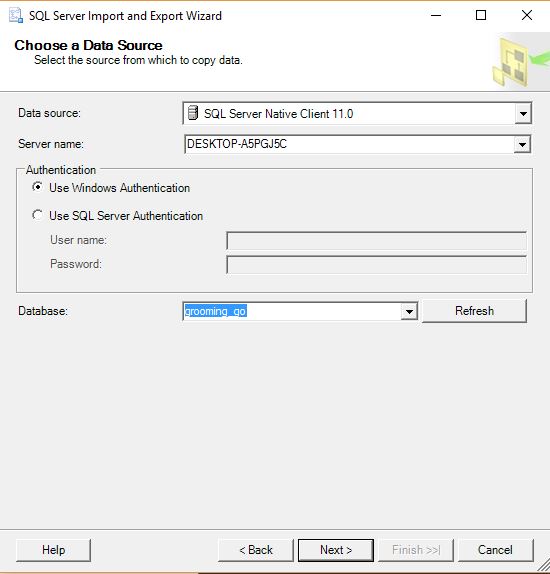 SQL Server Import and Export Wizard
Choose a Data Source
Select the source from which to copy data.
Data source: SQL Server Native Client 11.0
Server name: DESKTOP-A5PGJ5C
Authentication
Use Windows Authentication
Use SQL Server Authentication
User name:
Password:
Database: grooming_go Refresh
Help < Back Next > Finish >>| Cancel